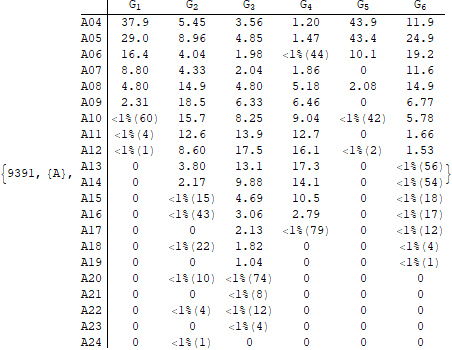 G1 G2 G3 G4 G5 G6
A04 37.9 5.45 3.56 1.20 43.9 11.9
A05 29.0 8.96 4.85 1.47 43.4 24.9
A06 16.4 4.04 1.98 <1%(44) 10.1 19.2
A07 8.80 4.33 2.04 1.86 0 11.6
A08 4.80 14.9 4.80 5.18 2.08 14.9
A09 2.31 18.5 6.33 6.46 0 6.77
A10 <1%(60) 15.7 8.25 9.04 <1%(42) 5.78
A11 <1%(4) 12.6 13.9 12.7 0 1.66
A12 <1%(1) 8.60 17.5 16.1 <1%(2) 1.53
{9391, {A},
A13 0 3.80 13.1 17.3 0 <1%(56)
}
A14 0 2.17 9.88 14.1 0 <1%(54)
A15 0 <1%(15) 4.69 10.5 0 <1%(18)
A16 0 <1%(43) 3.06 2.79 0 <1%(17)
A17 0 0 2.13 <1%(79) 0 <1%(12)
A18 0 <1%(22) 1.82 0 0 <1%(4)
A19 0 0 1.04 0 0 <1%(1)
A20 0 <1%(10) <1%(74) 0 0 0
A21 0 0 <1%(8) 0 0 0
A22 0 <1%(4) <1%(12) 0 0 0
A23 0 0 <1%(4) 0 0 0
A24 0 <1%(1) 0 0 0 0